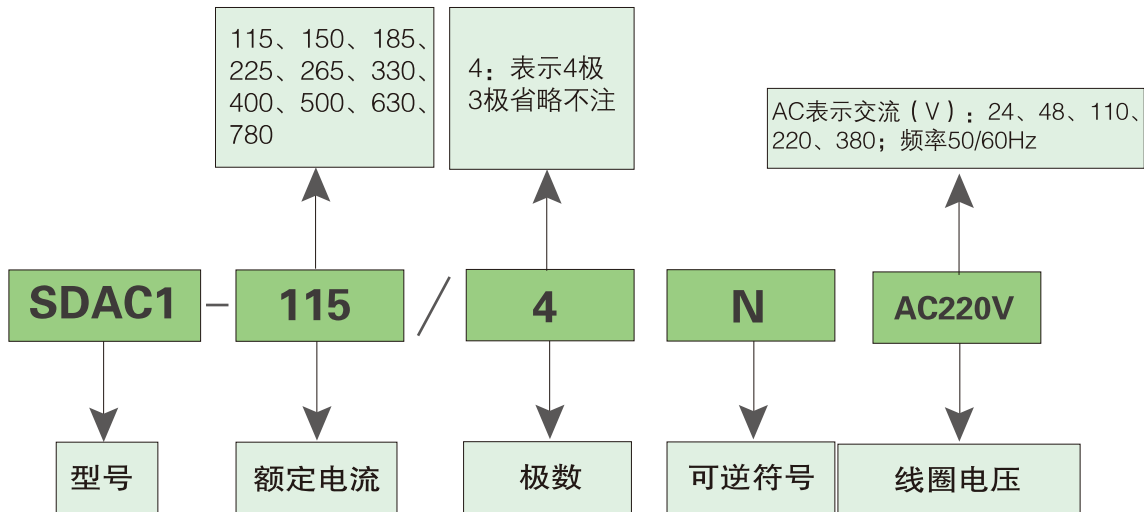 115、150、185、
225、265、330、
400、500、630、
780
4：表示4极
3极省略不注
AC表示交流（V）：24、48、110、
220、380；频率50/60Hz
SDAC1 – 115 / 4 N AC220V
型号
额定电流
极数
可逆符号
线圈电压